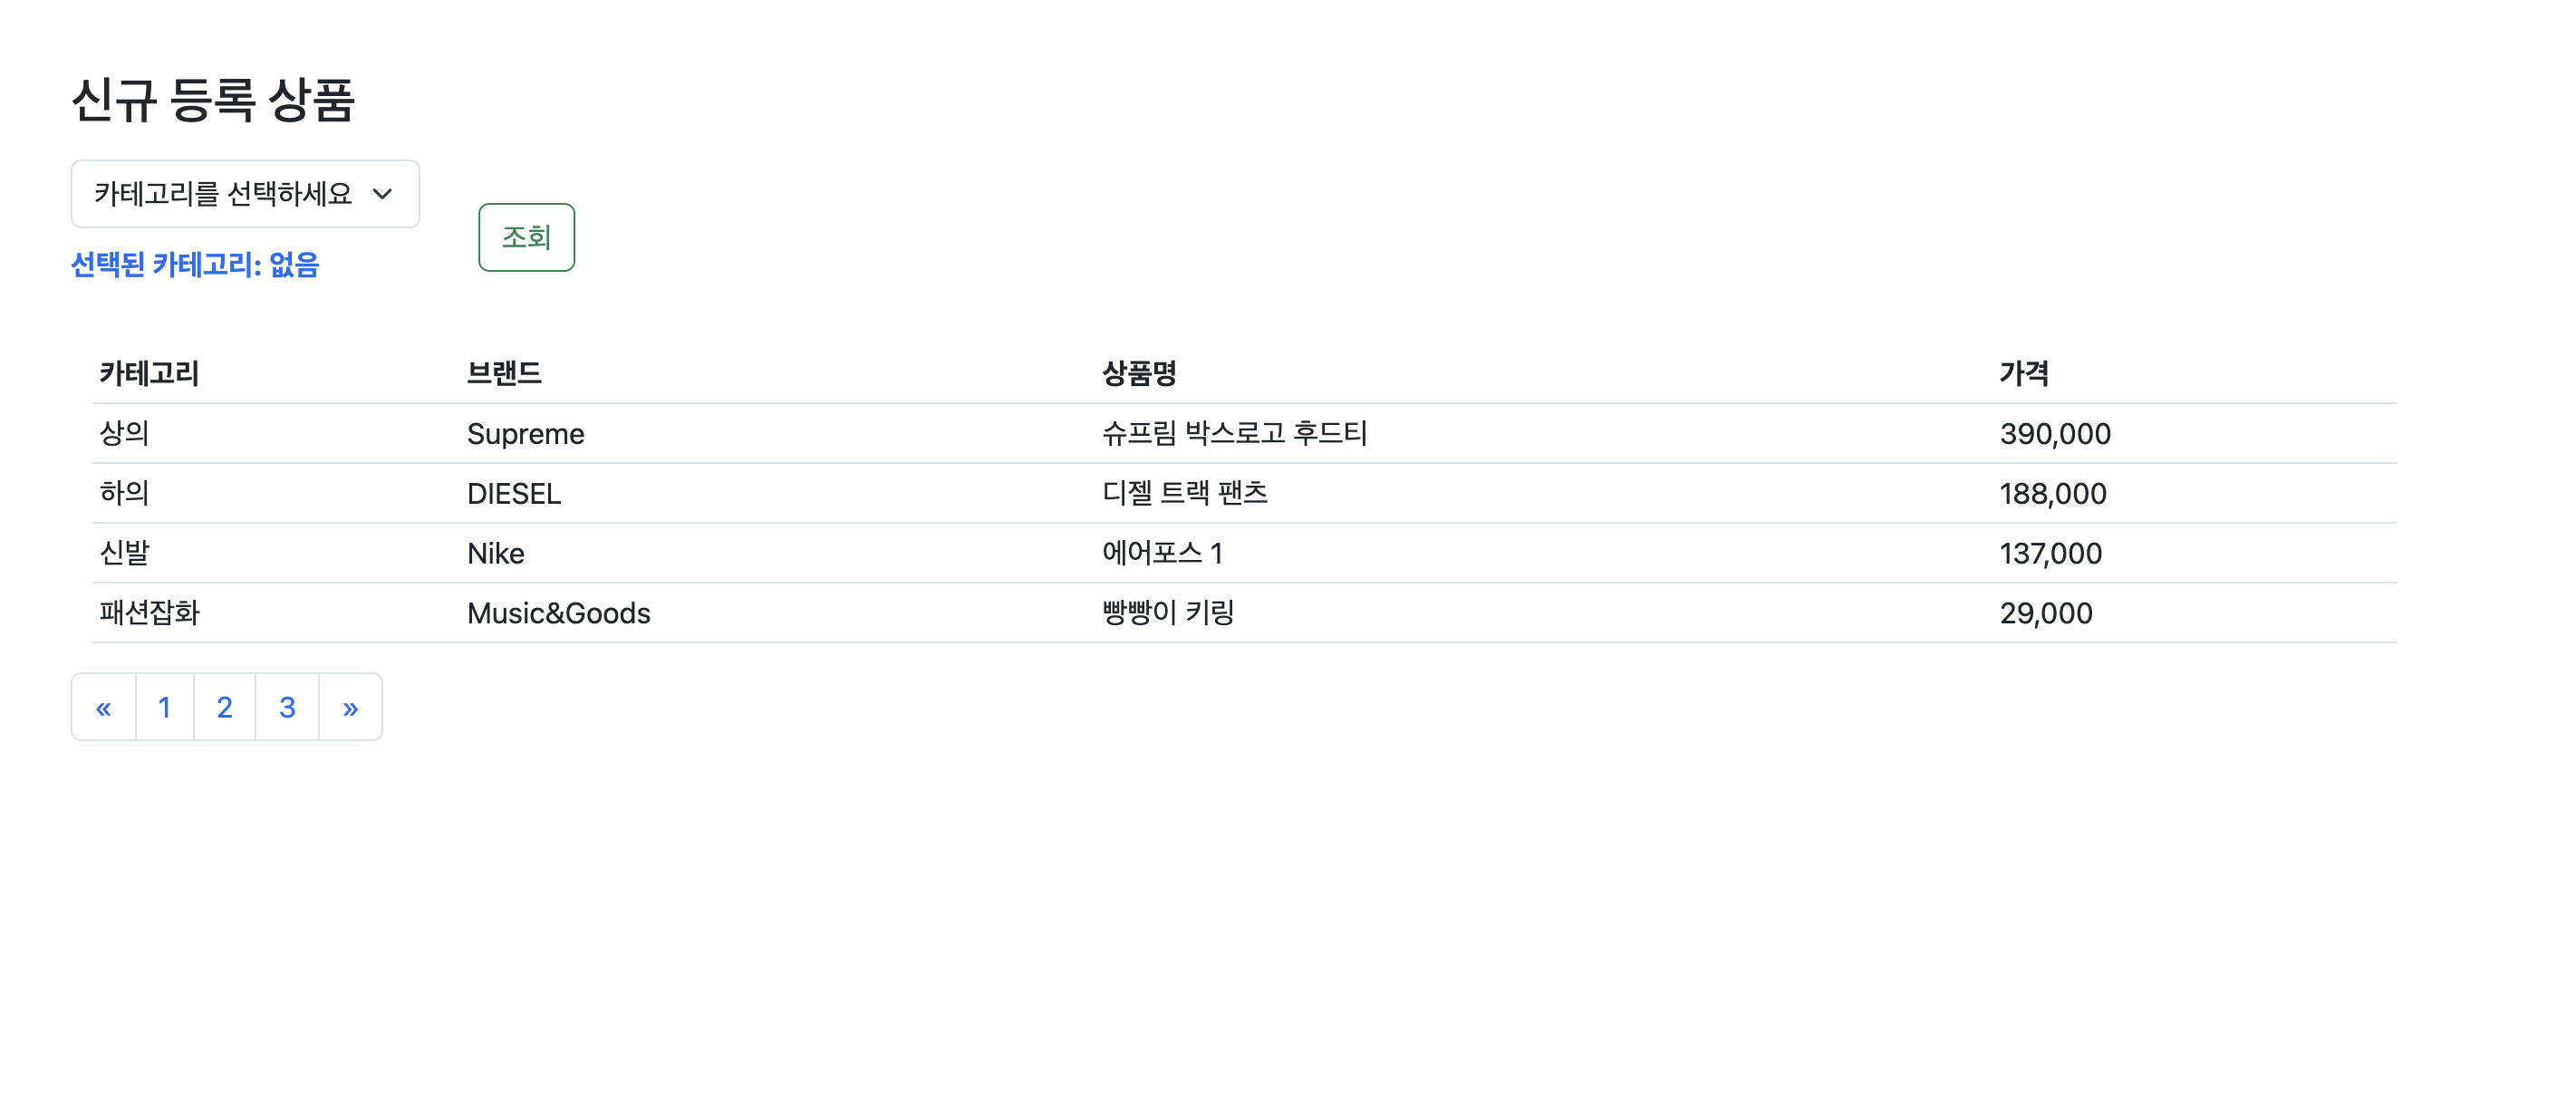 신규 등록 상품
카테고리를 선택하세요
조회
선택된 카테고리: 없음
카테고리 브랜드 상품명 가격
상의 Supreme 슈프림 박스로고 후드티 390,000
하의 DIESEL 디젤 트랙 팬츠 188,000
신발 Nike 에어포스 1 137,000
패션잡화 Music&Goods 빵빵이 키링 29,000
« 1 2 3 »